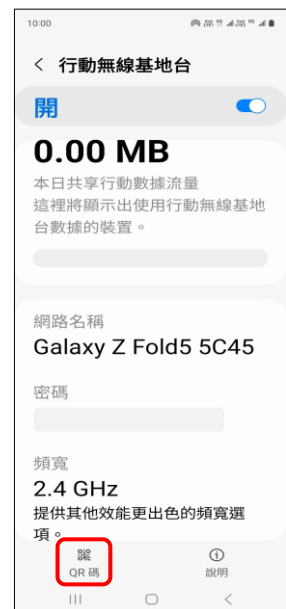 10:00
行動無線基地台
開
0.00 MB
本日共享行動數據流量
這裡將顯示出使用行動無線基地
台數據的裝置。
網路名稱
Galaxy Z Fold5 5C45
密碼
頻寬
2.4 GHz
提供其他效能更出色的頻寬選
項。
QR 碼
說明